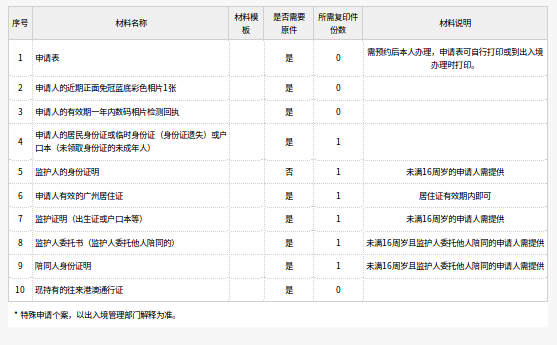 序号 材料名称 材料模板 是否需要原件 所需复印件份数 材料说明
1 申请表 是 0 需预约后本人办理，申请表可自行打印或到出入境
办理时打印。
2 申请人的近期正面免冠蓝底彩色相片1张 是 0
3 申请人的有效期一年内数码相片检测回执 是 0
4 申请人的居民身份证或临时身份证（身份证遗失）或户
口本（未领取身份证的未成年人） 是 1
5 监护人的身份证明 否 1 未满16周岁的申请人需提供
6 申请人有效的广州居住证 是 1 居住证有效期内即可
7 监护证明（出生证或户口本等） 是 1 未满16周岁的申请人需提供
8 监护人委托书（监护人委托他人陪同的） 是 1 未满16周岁且监护人委托他人陪同的申请人需提供
9 陪同人身份证明 是 1 未满16周岁且监护人委托他人陪同的申请人需提供
10 现持有的往来港澳通行证 是 0
* 特殊申请个案，以出入境管理部门解释为准。